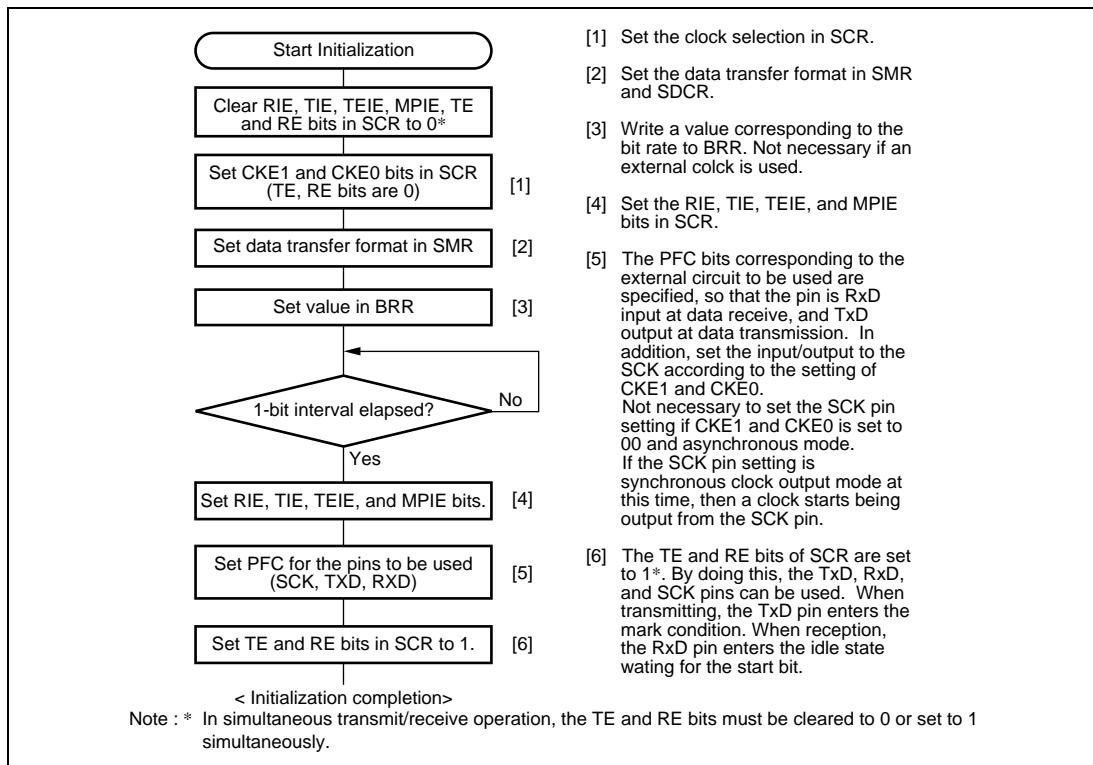 Start Initialization
Clear RIE, TIE, TEIE, MPIE, TE
and RE bits in SCR to 0*
Set CKE1 and CKE0 bits in SCR
(TE, RE bits are 0)
[1]
Set data transfer format in SMR
[2]
Set value in BRR
[3]
1-bit interval elapsed?
No
Yes
Set RIE, TIE, TEIE, and MPIE bits.
[4]
Set PFC for the pins to be used
(SCK, TXD, RXD)
[5]
Set TE and RE bits in SCR to 1.
[6]
< Initialization completion>
[1] Set the clock selection in SCR.
[2] Set the data transfer format in SMR
and SDCR.
[3] Write a value corresponding to the
bit rate to BRR. Not necessary if an
external colck is used.
[4] Set the RIE, TIE, TEIE, and MPIE
bits in SCR.
[5] The PFC bits corresponding to the
external circuit to be used are
specified, so that the pin is RxD
input at data receive, and TxD
output at data transmission. In
addition, set the input/output to the
SCK according to the setting of
CKE1 and CKE0.
Not necessary to set the SCK pin
setting if CKE1 and CKE0 is set to
00 and asynchronous mode.
If the SCK pin setting is
synchronous clock output mode at
this time, then a clock starts being
output from the SCK pin.
[6] The TE and RE bits of SCR are set
to 1*. By doing this, the TxD, RxD,
and SCK pins can be used. When
transmitting, the TxD pin enters the
mark condition. When reception,
the RxD pin enters the idle state
wating for the start bit.
Note : * In simultaneous transmit/receive operation, the TE and RE bits must be cleared to 0 or set to 1
simultaneously.